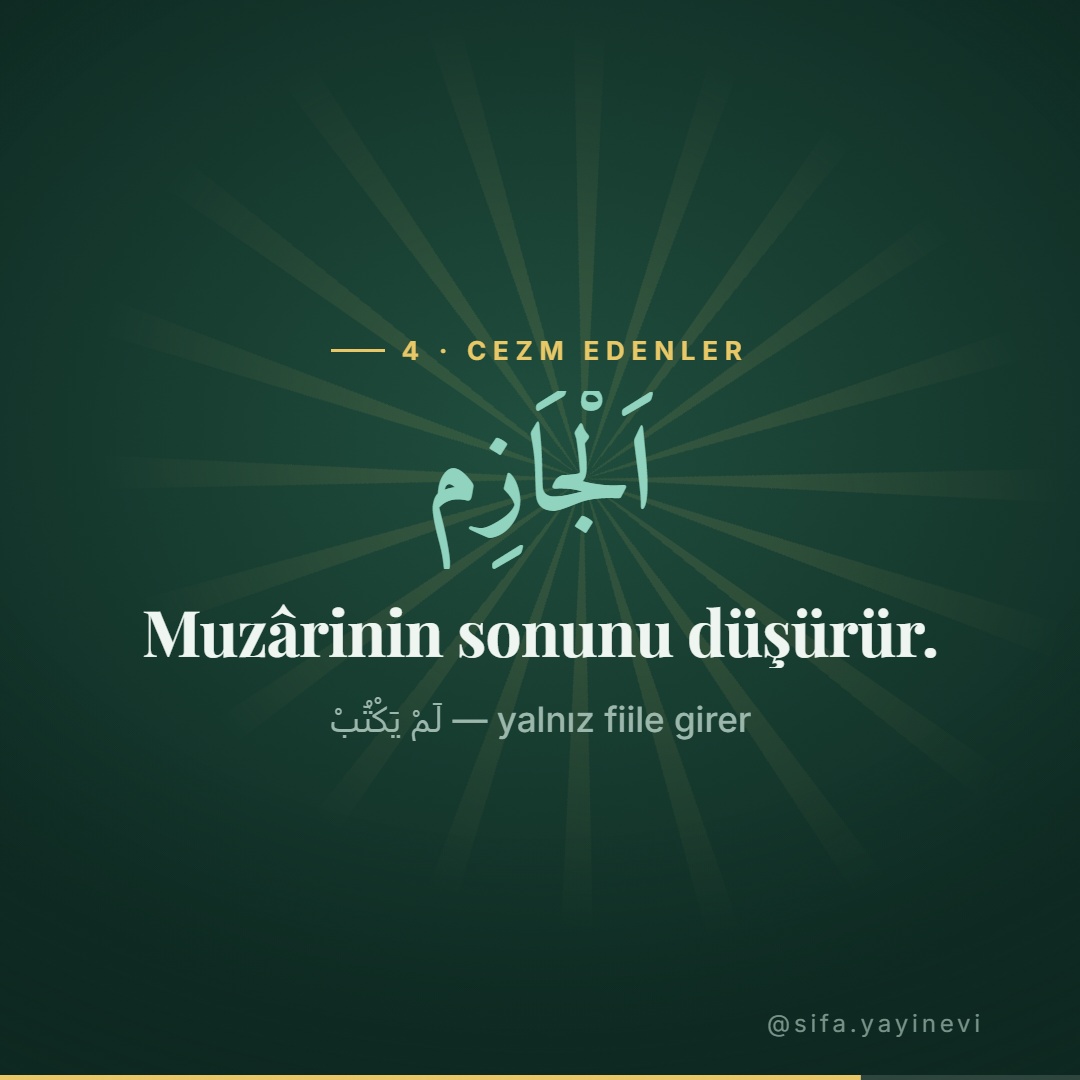 4 · CEZM EDENLER
اَلْجَازِم
Muzârinin sonunu düşürür.
لَمْ يَكْتُبْ — yalnız fiile girer
@sifa.yayinevi